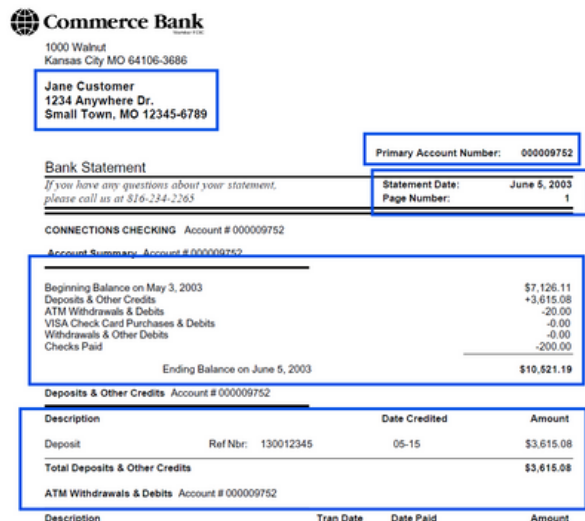 Commerce Bank
Member FDIC
1000 Walnut
Kansas City MO 64106-3686
Jane Customer
1234 Anywhere Dr.
Small Town, MO 12345-6789
Primary Account Number: 000009752
Bank Statement
If you have any questions about your statement,
please call us at 816-234-2265
Statement Date: June 5, 2003
Page Number: 1
CONNECTIONS CHECKING Account # 000009752
Account Summary Account # 000009752
Beginning Balance on May 3, 2003 $7,126.11
Deposits & Other Credits +3,615.08
ATM Withdrawals & Debits -20.00
VISA Check Card Purchases & Debits -0.00
Withdrawals & Other Debits -0.00
Checks Paid -200.00
Ending Balance on June 5, 2003 $10,521.19
Deposits & Other Credits Account # 000009752
Description Date Credited Amount
Deposit Ref Nbr: 130012345 05-15 $3,615.08
Total Deposits & Other Credits $3,615.08
ATM Withdrawals & Debits Account # 000009752
Description Tran Date Date Paid Amount